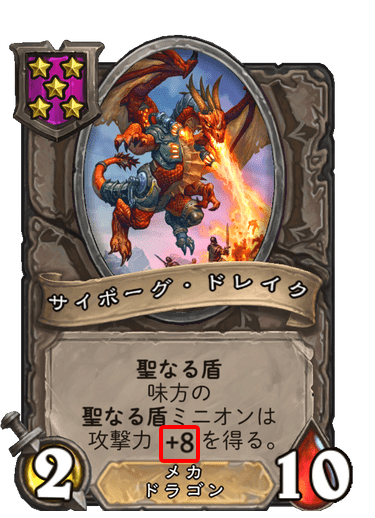 サイボーグ・ドレイク
聖なる盾
味方の
聖なる盾ミニオンは
攻撃力 +8を得る。
2
メカ
ドラゴン
10